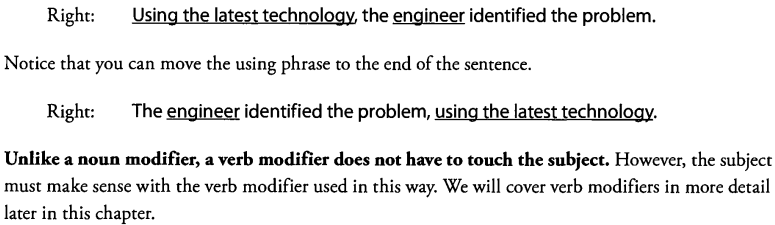 Right: Using the latest technology, the engineer identified the problem.
Notice that you can move the using phrase to the end of the sentence.
Right: The engineer identified the problem, using the latest technology.
Unlike a noun modifier, a verb modifier does not have to touch the subject. However, the subject
must make sense with the verb modifier used in this way. We will cover verb modifiers in more detail
later in this chapter.